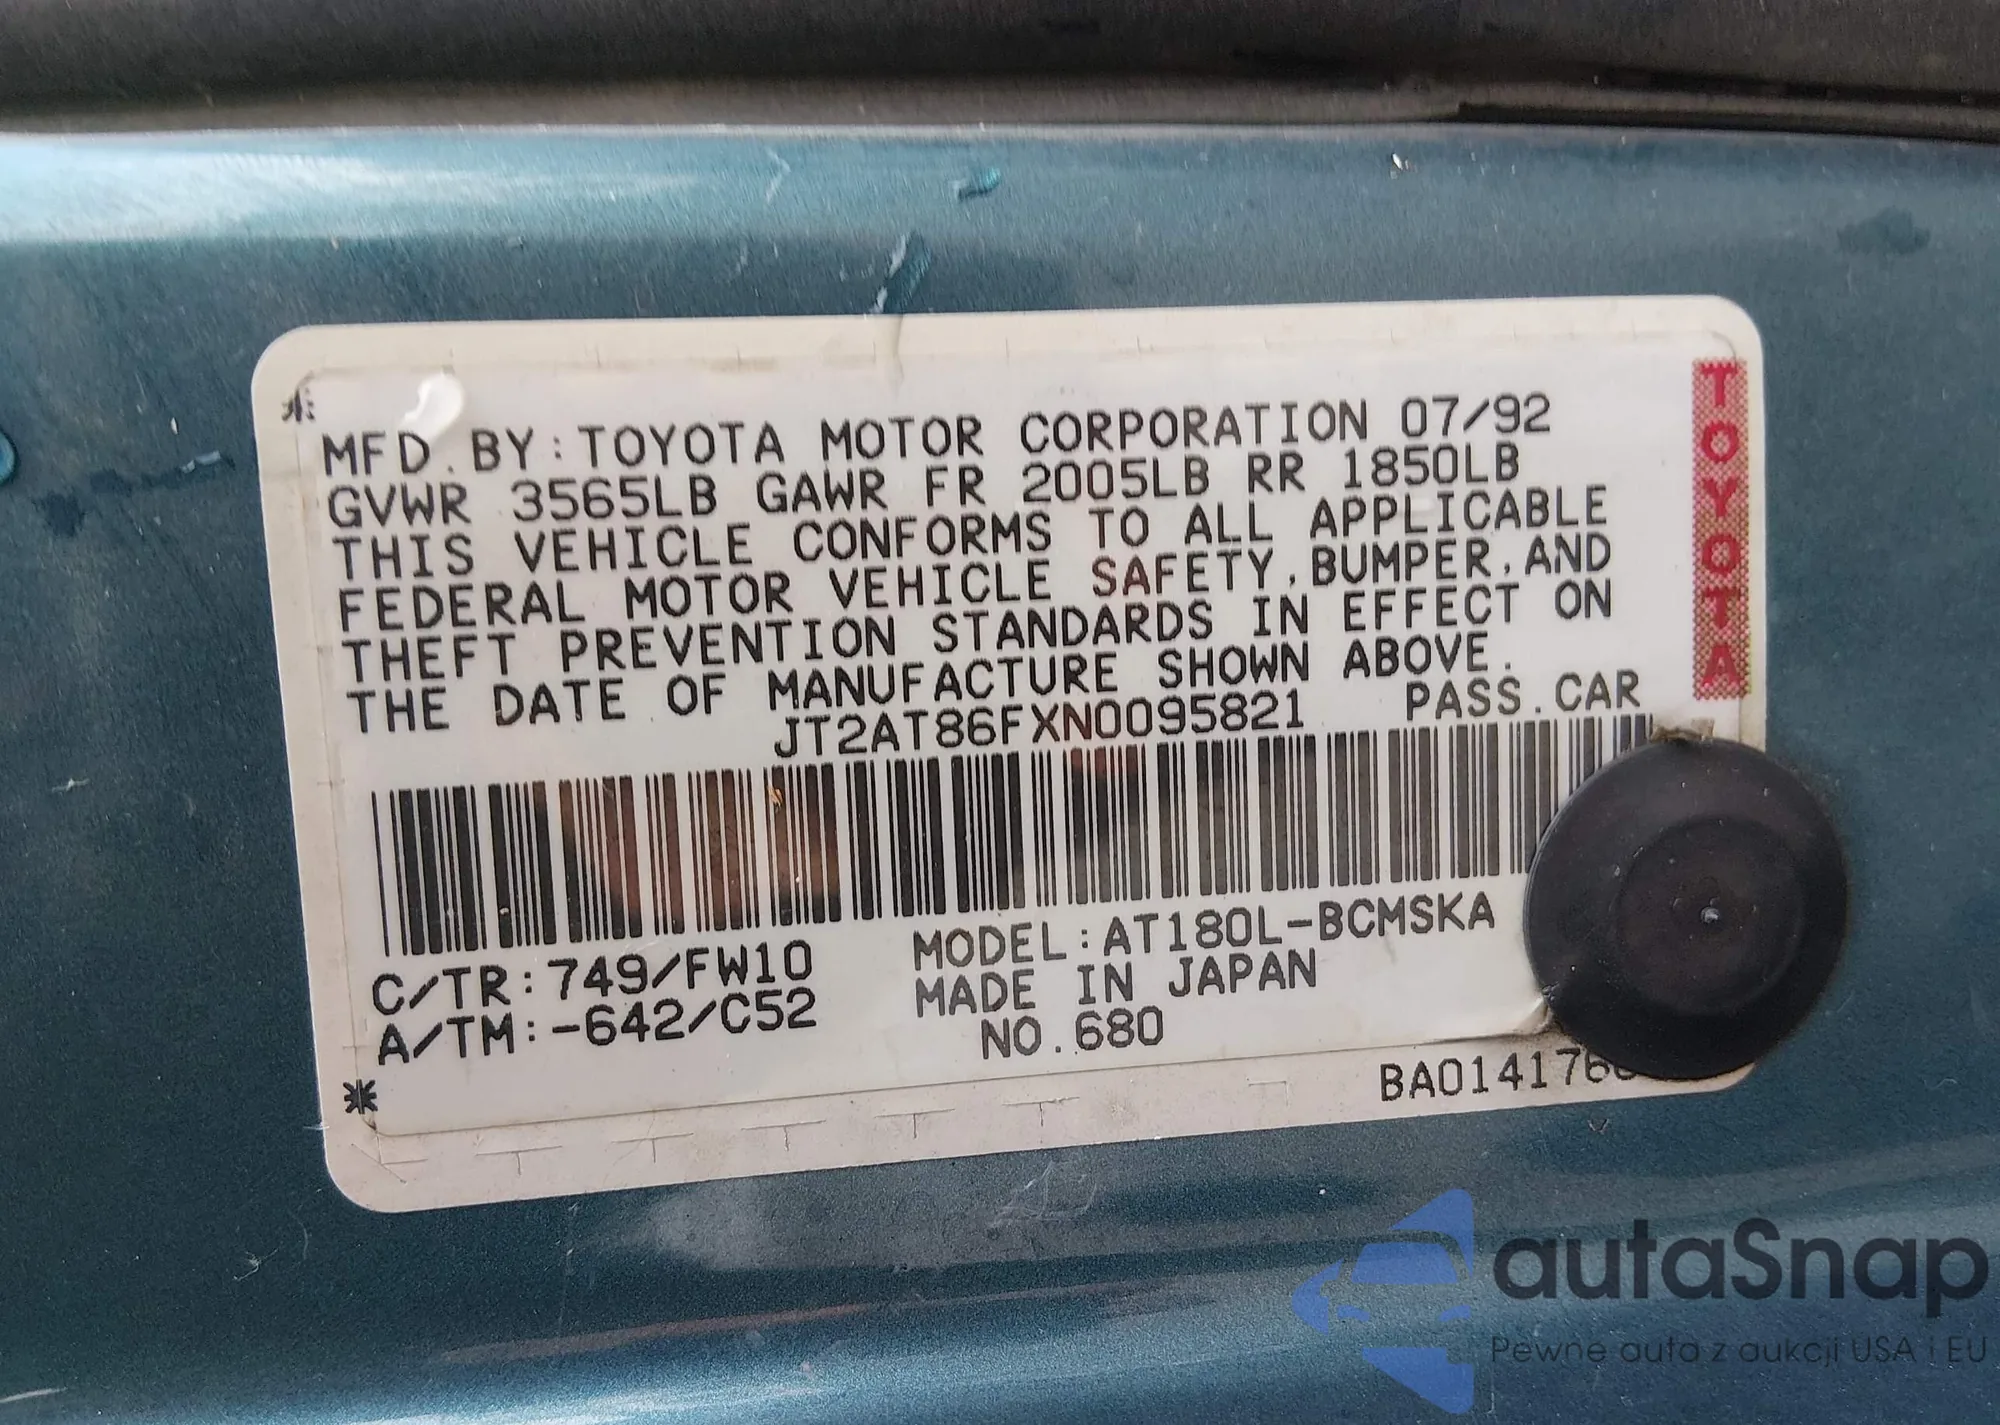 MFD.BY:TOYOTA MOTOR CORPORATION 07/92
GVWR 3565LB GAWR FR 2005LB RR 1850LB
THIS VEHICLE CONFORMS TO ALL APPLICABLE
FEDERAL MOTOR VEHICLE SAFETY,BUMPER,AND
THEFT PREVENTION STANDARDS IN EFFECT ON
THE DATE OF MANUFACTURE SHOWN ABOVE.
JT2AT86FXN0095821 PASS.CAR
TOYOTA
C/TR:749/FW10 MODEL:AT180L-BCMSKA
A/TM:-642/C52 MADE IN JAPAN
NO.680
autaSnap
Pewne auta z aukcji USA i EU